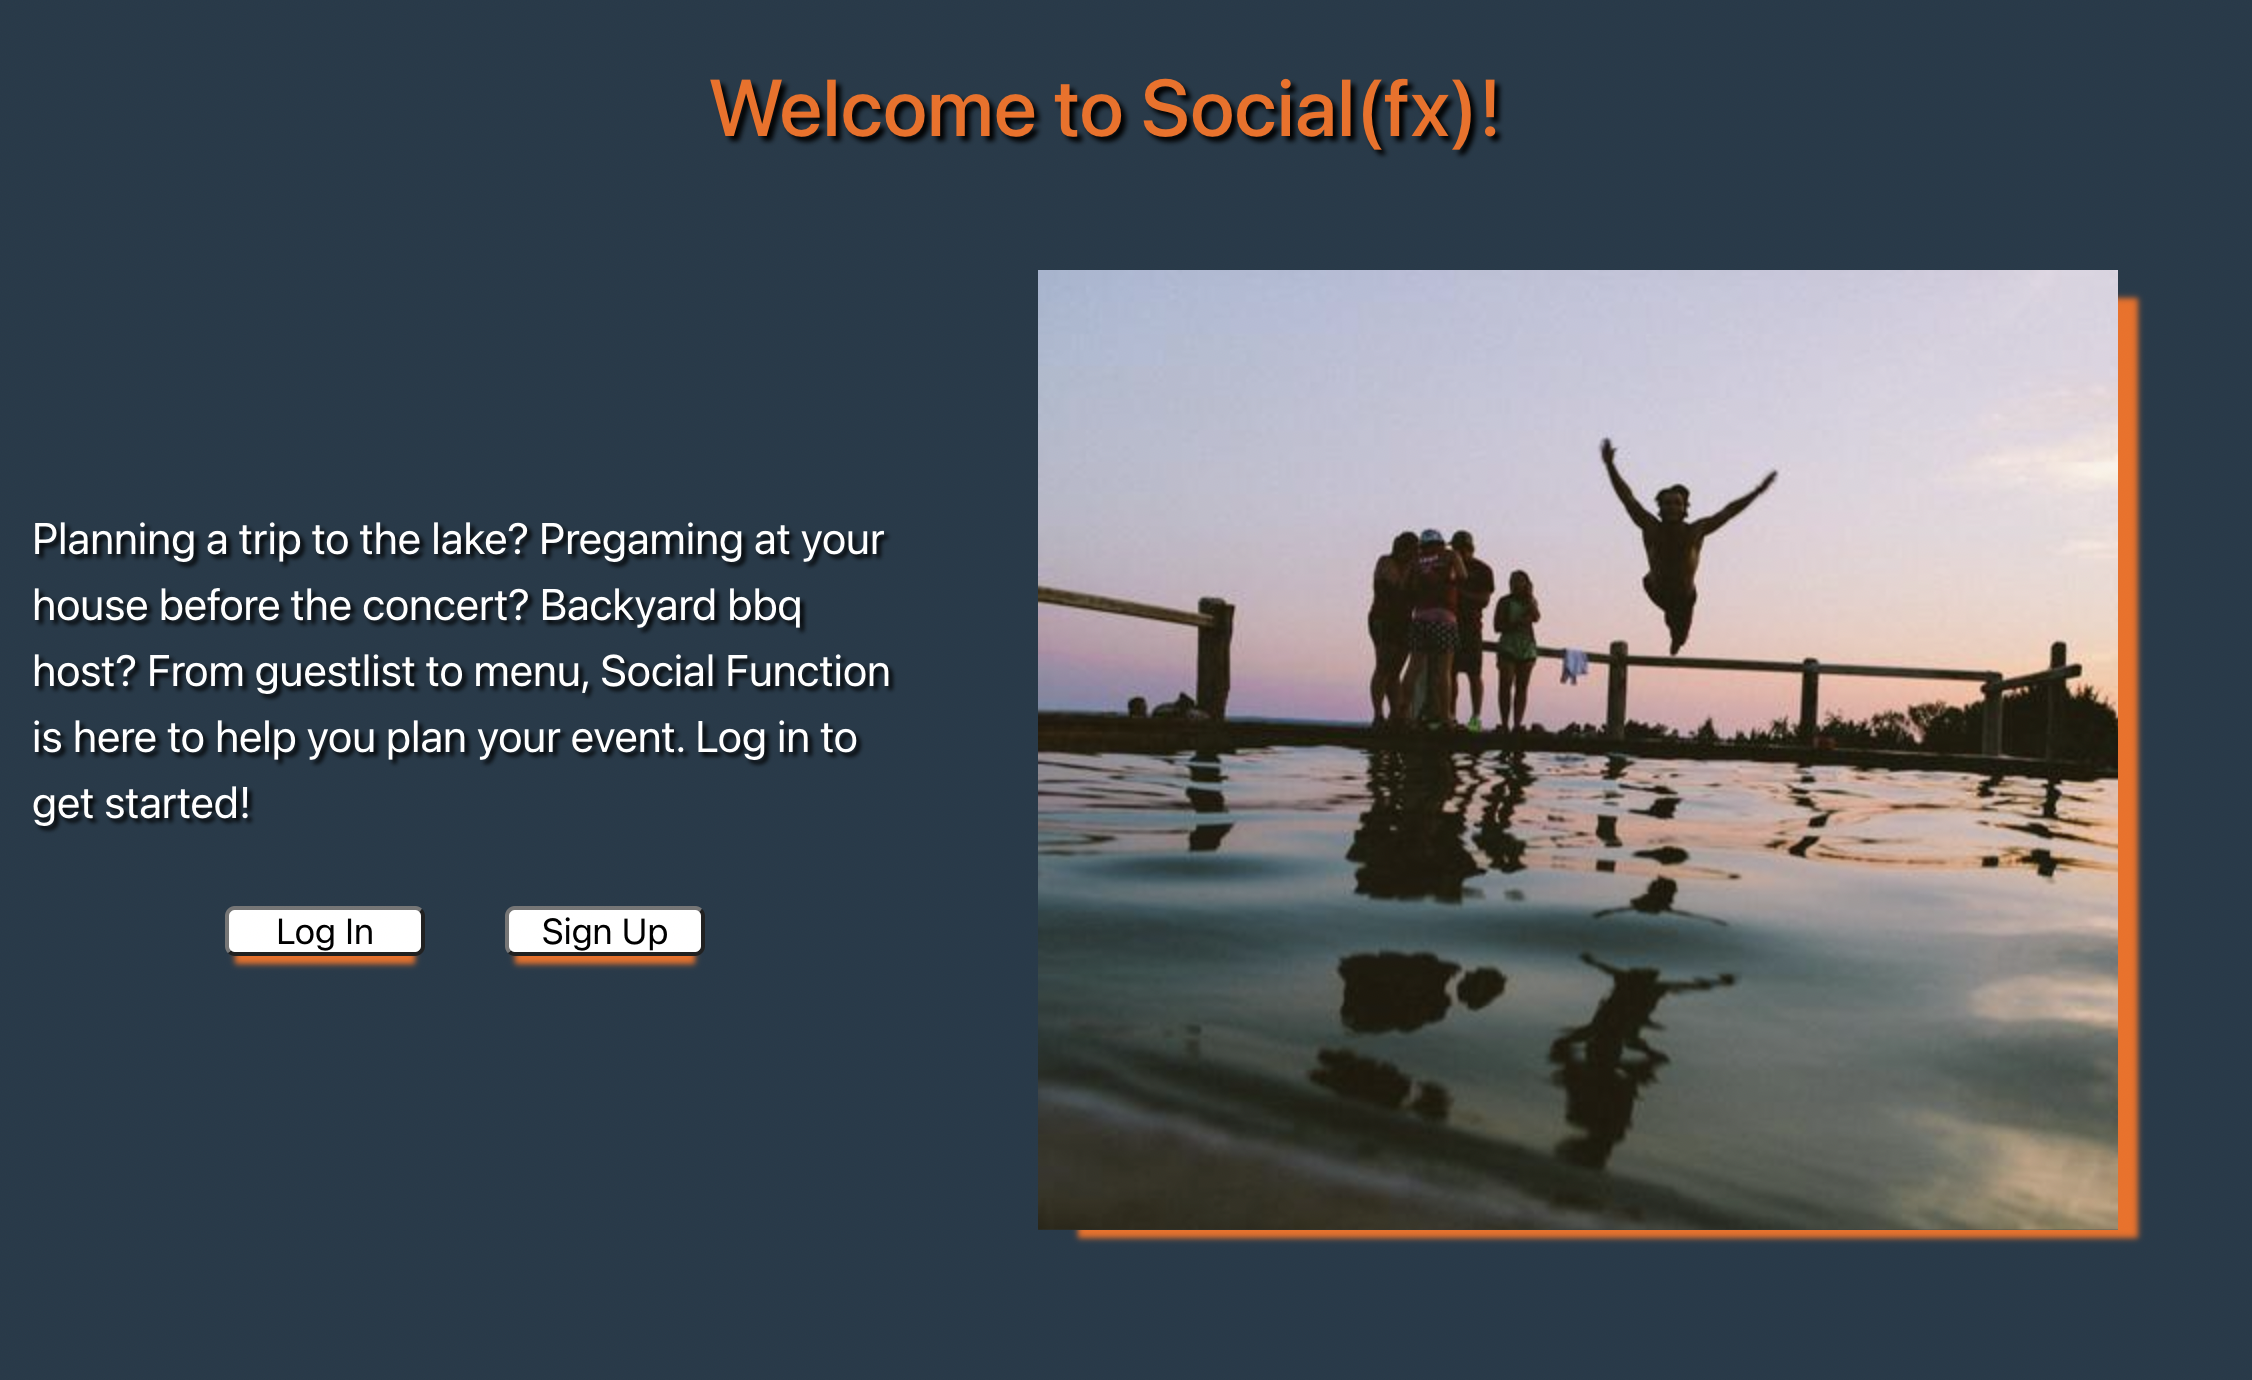 Welcome to Social(fx)!
Planning a trip to the lake? Pregaming at your
house before the concert? Backyard bbq
host? From guestlist to menu, Social Function
is here to help you plan your event. Log in to
get started!
Log In
Sign Up